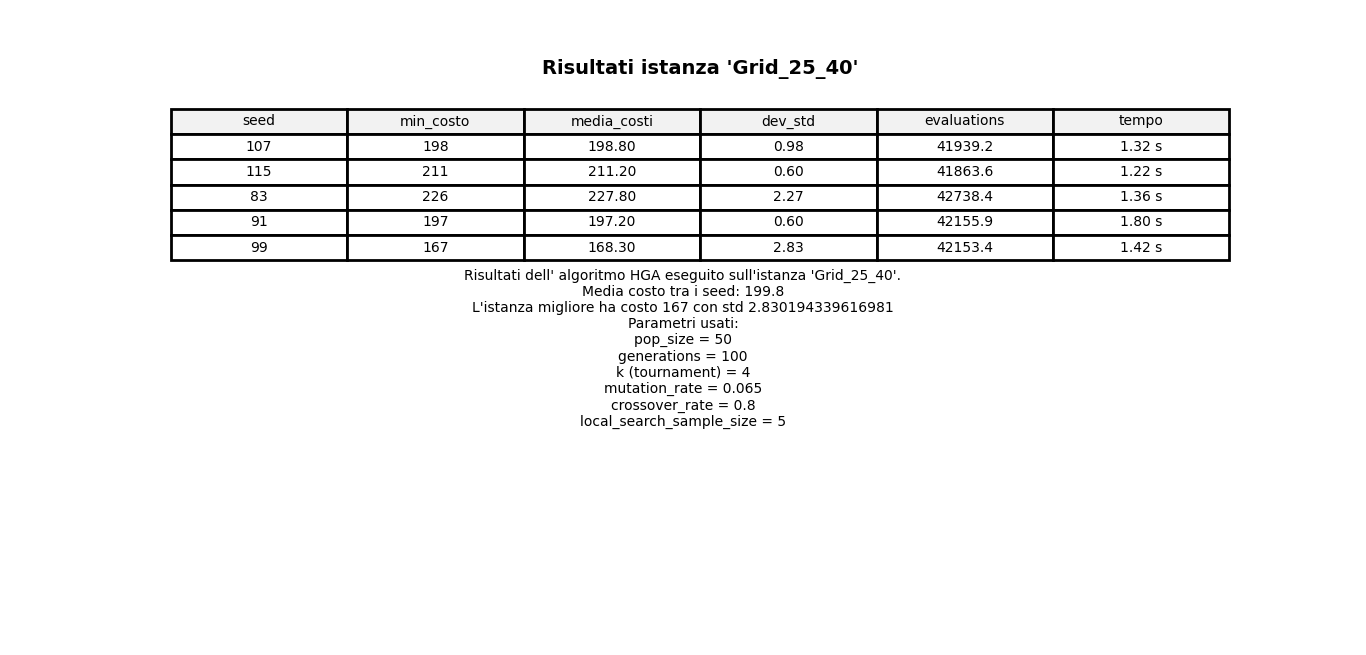 Risultati istanza 'Grid_25_40'
seed min_costo media_costi dev_std evaluations tempo
107 198 198.80 0.98 41939.2 1.32 s
115 211 211.20 0.60 41863.6 1.22 s
83 226 227.80 2.27 42738.4 1.36 s
91 197 197.20 0.60 42155.9 1.80 s
99 167 168.30 2.83 42153.4 1.42 s
Risultati dell' algoritmo HGA eseguito sull'istanza 'Grid_25_40'.
Media costo tra i seed: 199.8
L'istanza migliore ha costo 167 con std 2.830194339616981
Parametri usati:
pop_size = 50
generations = 100
k (tournament) = 4
mutation_rate = 0.065
crossover_rate = 0.8
local_search_sample_size = 5